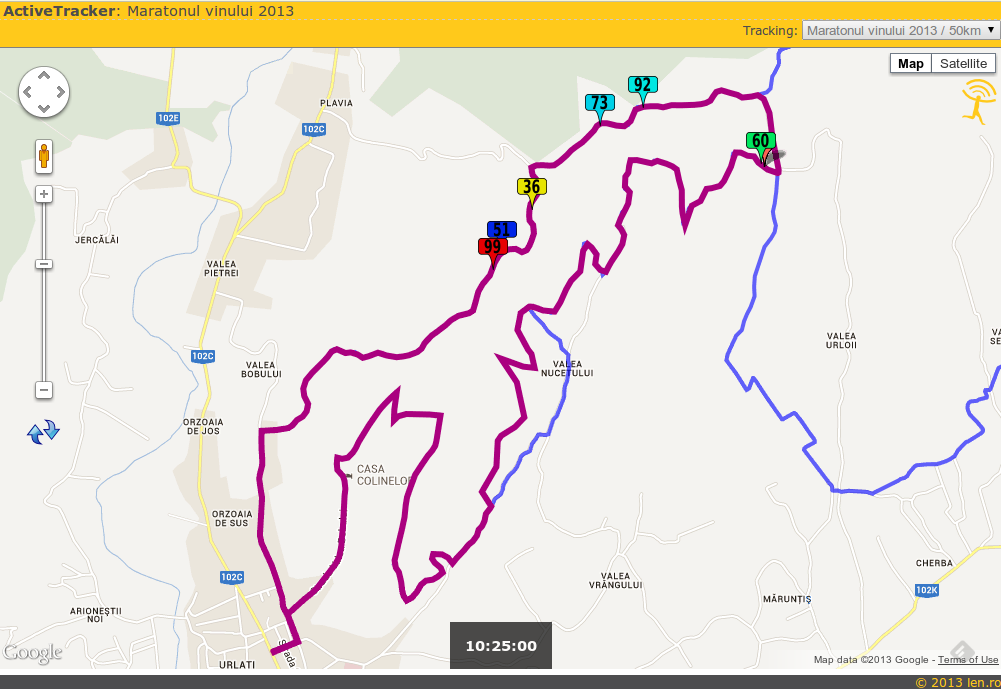 ActiveTracker: Maratonul vinului 2013
Tracking: Maratonul vinului 2013 / 50km
Map Satellite
92
73
PLAVIA
102E
102C
60
36
51
JERCĂLĂI
99
VALEA
PIETREI
VALEA
URLOII
102C
VALEA
BOBULUI
VALEA
NUCETULUI
ORZOAIA
DE JOS
CASA
COLINELOR
ORZOAIA
DE SUS
CHERBA
102C
VALEA
VRÂNGULUI
102K
MĂRUNȚIȘ
ARIONEȘTII
NOI
10:25:00
Google
URLATI
Map data ©2013 Google - Terms of Use
© 2013 len.ro